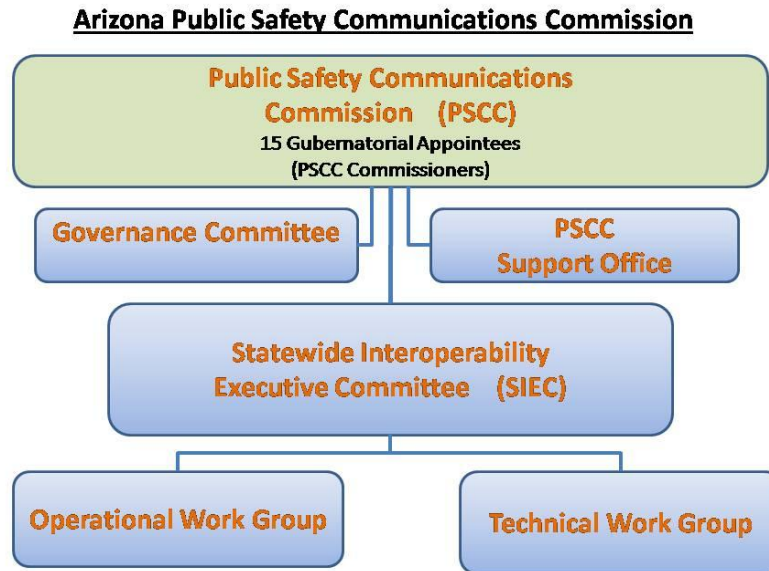 Arizona Public Safety Communications Commission
Public Safety Communications
Commission (PSCC)
15 Gubernatorial Appointees
(PSCC Commissioners)
Governance Committee
PSCC
Support Office
Statewide Interoperability
Executive Committee (SIEC)
Operational Work Group
Technical Work Group